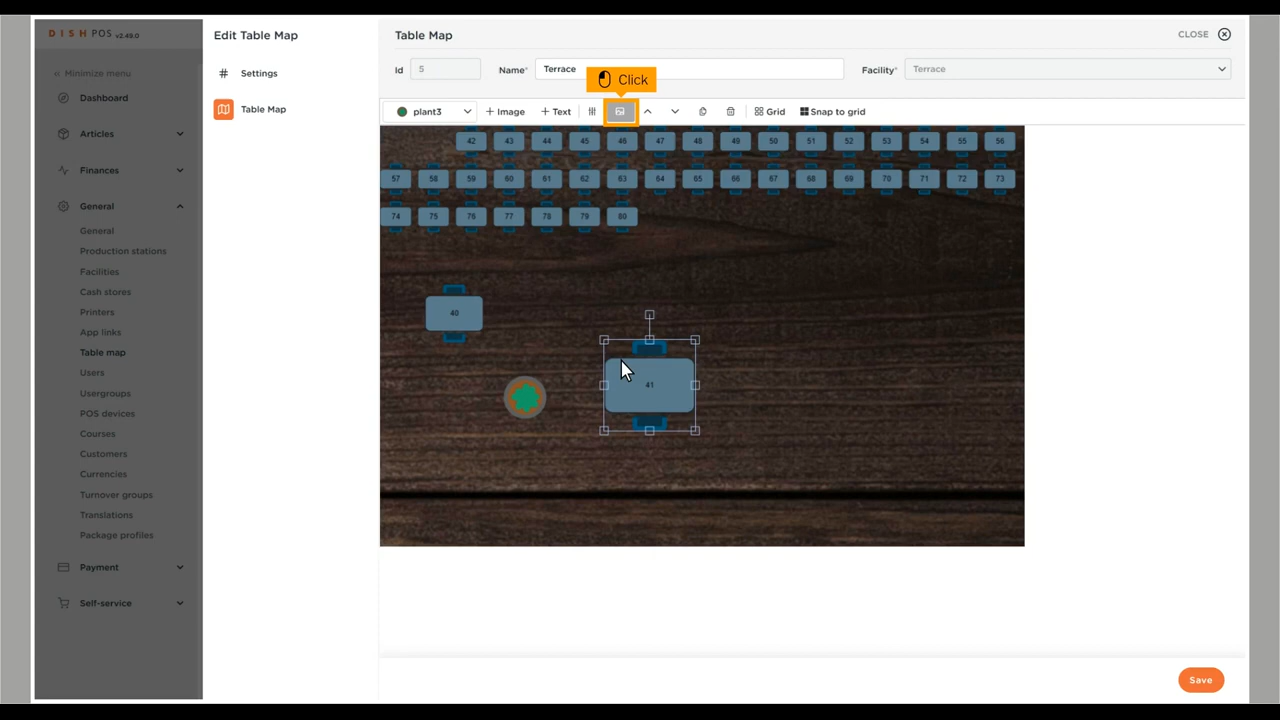 DISH POS v2.49.0
Minimize menu
Dashboard
Articles
Finances
General
General
Production stations
Facilities
Cash stores
Printers
App links
Table map
Users
Usergroups
POS devices
Courses
Customers
Currencies
Turnover groups
Translations
Package profiles
Payment
Self-service
Edit Table Map
Settings
Table Map
Table Map
CLOSE
Id 5 Name* Terrace Facility* Terrace
Click
plant3 + Image + Text Grid Snap to grid
42 43 44 45 46 47 48 49 50 51 52 53 54 55 56
57 58 59 60 61 62 63 64 65 66 67 68 69 70 71 72 73
74 75 76 77 78 79 80
40
41
Save